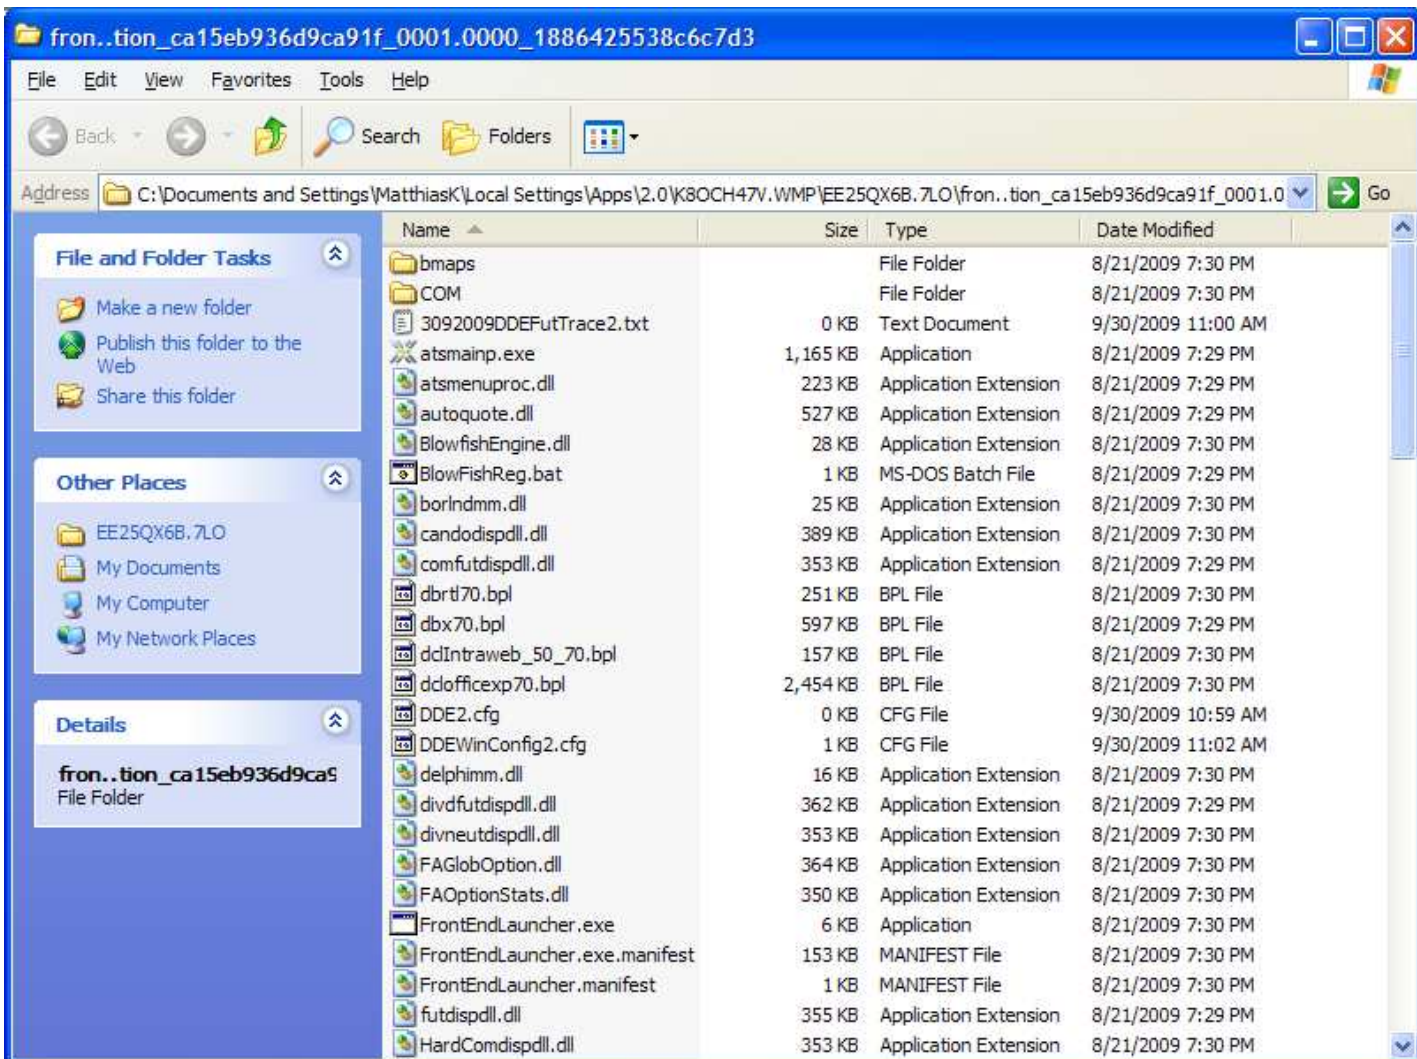 fron..tion_ca15eb936d9ca91f_0001.0000_1886425538c6c7d3
File Edit View Favorites Tools Help
Back Search Folders
Address C:\Documents and Settings\MatthiasK\Local Settings\Apps\2.0\K8OCH47V.WMP\EE25QX6B.7LO\fron..tion_ca15eb936d9ca91f_0001.0 Go
File and Folder Tasks
Make a new folder
Publish this folder to the
Web
Share this folder
Other Places
EE25QX6B.7LO
My Documents
My Computer
My Network Places
Details
fron..tion_ca15eb936d9ca9
File Folder
Name Size Type Date Modified
bmaps File Folder 8/21/2009 7:30 PM
COM File Folder 8/21/2009 7:30 PM
3092009DDEFutTrace2.txt 0 KB Text Document 9/30/2009 11:00 AM
atsmainp.exe 1,165 KB Application 8/21/2009 7:29 PM
atsmenuproc.dll 223 KB Application Extension 8/21/2009 7:29 PM
autoquote.dll 527 KB Application Extension 8/21/2009 7:29 PM
BlowfishEngine.dll 28 KB Application Extension 8/21/2009 7:30 PM
BlowFishReg.bat 1 KB MS-DOS Batch File 8/21/2009 7:29 PM
borlndmm.dll 25 KB Application Extension 8/21/2009 7:30 PM
candodispdll.dll 389 KB Application Extension 8/21/2009 7:29 PM
comfutdispdll.dll 353 KB Application Extension 8/21/2009 7:29 PM
dbrtl70.bpl 251 KB BPL File 8/21/2009 7:30 PM
dbx70.bpl 597 KB BPL File 8/21/2009 7:29 PM
dclIntraweb_50_70.bpl 157 KB BPL File 8/21/2009 7:30 PM
dclofficexp70.bpl 2,454 KB BPL File 8/21/2009 7:30 PM
DDE2.cfg 0 KB CFG File 9/30/2009 10:59 AM
DDEWinConfig2.cfg 1 KB CFG File 9/30/2009 11:02 AM
delphimm.dll 16 KB Application Extension 8/21/2009 7:30 PM
divdfutdispdll.dll 362 KB Application Extension 8/21/2009 7:29 PM
divneutdispdll.dll 353 KB Application Extension 8/21/2009 7:30 PM
FAGlobOption.dll 364 KB Application Extension 8/21/2009 7:30 PM
FAOptionStats.dll 350 KB Application Extension 8/21/2009 7:30 PM
FrontEndLauncher.exe 6 KB Application 8/21/2009 7:30 PM
FrontEndLauncher.exe.manifest 153 KB MANIFEST File 8/21/2009 7:30 PM
FrontEndLauncher.manifest 1 KB MANIFEST File 8/21/2009 7:30 PM
futdispdll.dll 355 KB Application Extension 8/21/2009 7:29 PM
HardComdispdll.dll 353 KB Application Extension 8/21/2009 7:30 PM